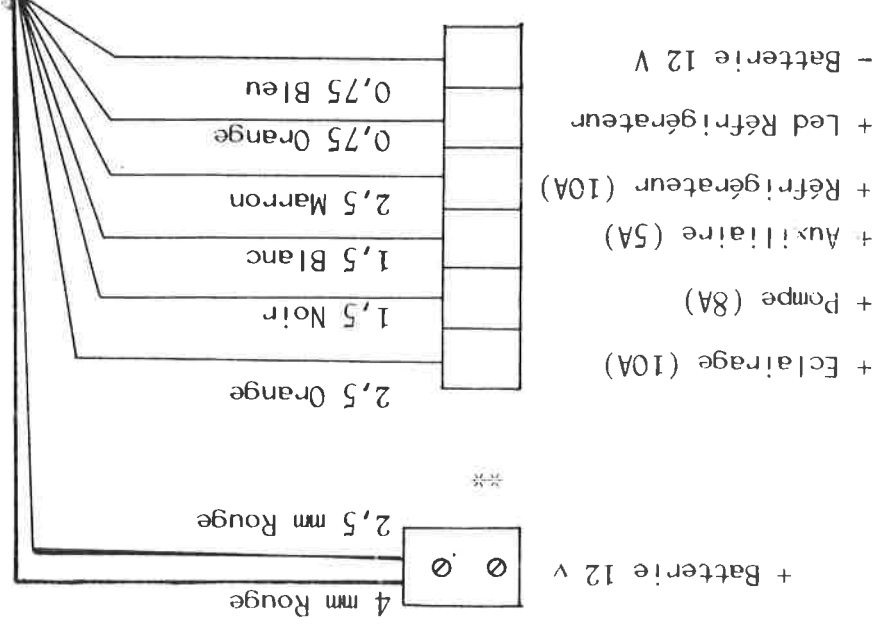 4 mm Rouge
+ Batterie 12 v
2,5 mm Rouge
**
2,5 Orange
+ Eclairage (10A)
1,5 Noir
+ Pompe (8A)
1,5 Blanc
+ Auxiliaire (5A)
2,5 Marron
+ Réfrigérateur (10A)
0,75 Orange
+ Led Réfrigérateur
0,75 Bleu
- Batterie 12 V